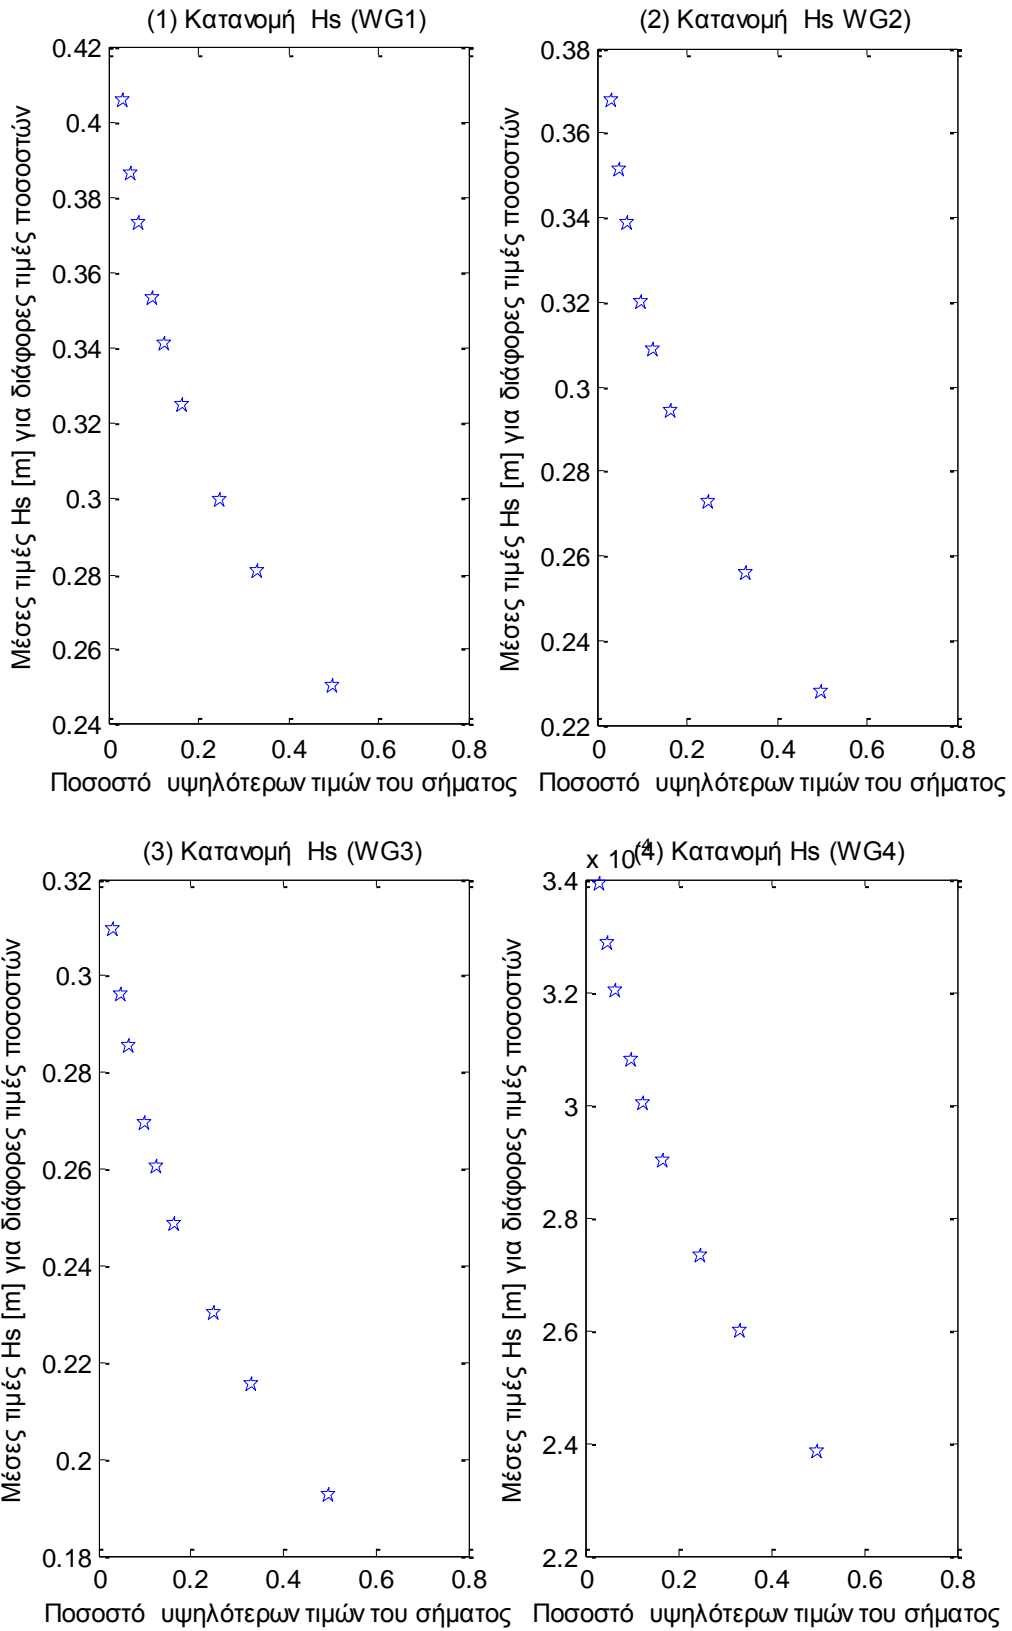 (1) Κατανομή Hs (WG1)
Μέσες τιμές Hs [m] για διάφορες τιμές ποσοστών
0.42
0.4
0.38
0.36
0.34
0.32
0.3
0.28
0.26
0.24
0 0.2 0.4 0.6 0.8
Ποσοστό υψηλότερων τιμών του σήματος
(2) Κατανομή Hs WG2)
Μέσες τιμές Hs [m] για διάφορες τιμές ποσοστών
0.38
0.36
0.34
0.32
0.3
0.28
0.26
0.24
0.22
0 0.2 0.4 0.6 0.8
Ποσοστό υψηλότερων τιμών του σήματος
(3) Κατανομή Hs (WG3)
Μέσες τιμές Hs [m] για διάφορες τιμές ποσοστών
0.32
0.3
0.28
0.26
0.24
0.22
0.2
0.18
0 0.2 0.4 0.6 0.8
Ποσοστό υψηλότερων τιμών του σήματος
x 10^4
(4) Κατανομή Hs (WG4)
Μέσες τιμές Hs [m] για διάφορες τιμές ποσοστών
3.4
3.2
3
2.8
2.6
2.4
2.2
0 0.2 0.4 0.6 0.8
Ποσοστό υψηλότερων τιμών του σήματος